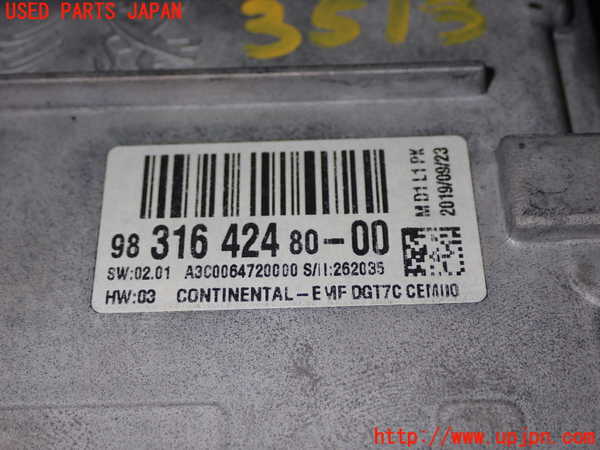 USED PARTS JAPAN
3513
98 316 424 80-00
SW:02.01 A3C0064720000 S/N:262035
HW:03 CONTINENTAL-EMF DGT7C
M D1 L1 PK
2019/09/23
http://www.upjpn.com/